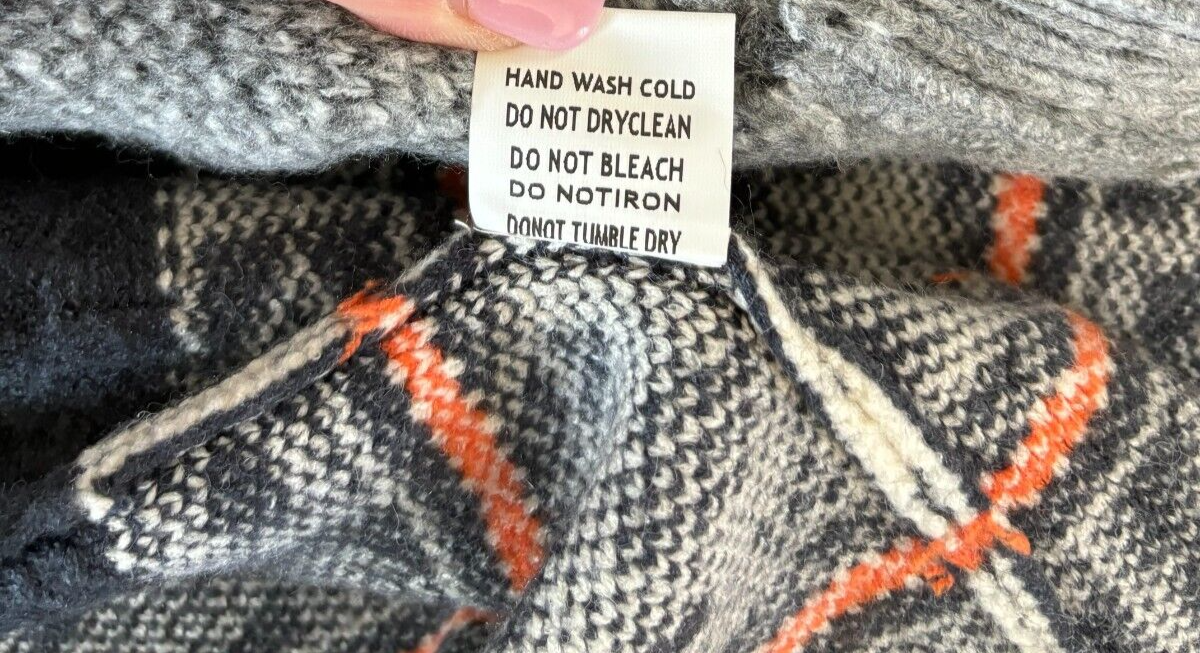 HAND WASH COLD
DO NOT DRYCLEAN
DO NOT BLEACH
DO NOTIRON
DONOT TUMBLE DRY